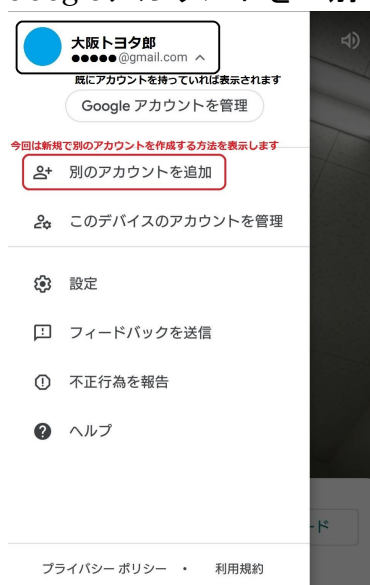 大阪トヨタ郎
●●●●●@gmail.com
既にアカウントを持っていれば表示されます
Google アカウントを管理
今回は新規で別のアカウントを作成する方法を表示します
別のアカウントを追加
このデバイスのアカウントを管理
設定
フィードバックを送信
不正行為を報告
ヘルプ
ード
プライバシー ポリシー • 利用規約